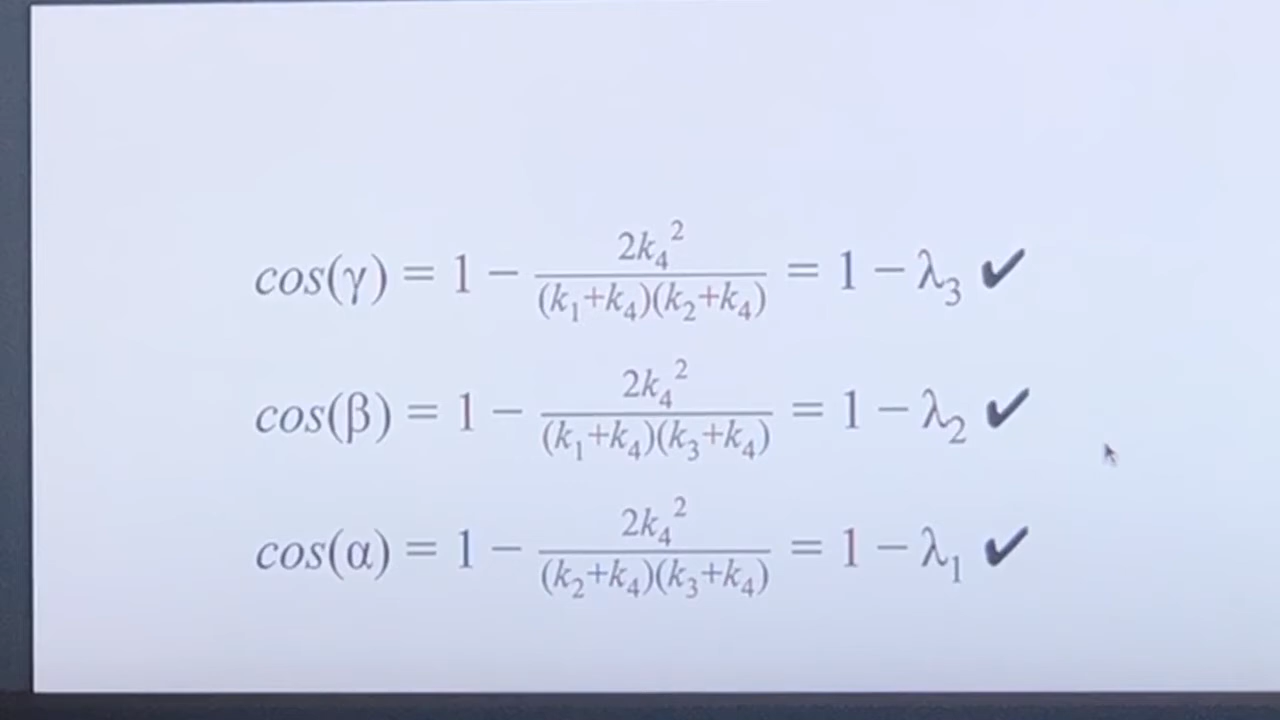 cos(γ) = 1 − 2k₄² / (k₁+k₄)(k₂+k₄) = 1 − λ₃ ✔
cos(β) = 1 − 2k₄² / (k₁+k₄)(k₃+k₄) = 1 − λ₂ ✔
cos(α) = 1 − 2k₄² / (k₂+k₄)(k₃+k₄) = 1 − λ₁ ✔